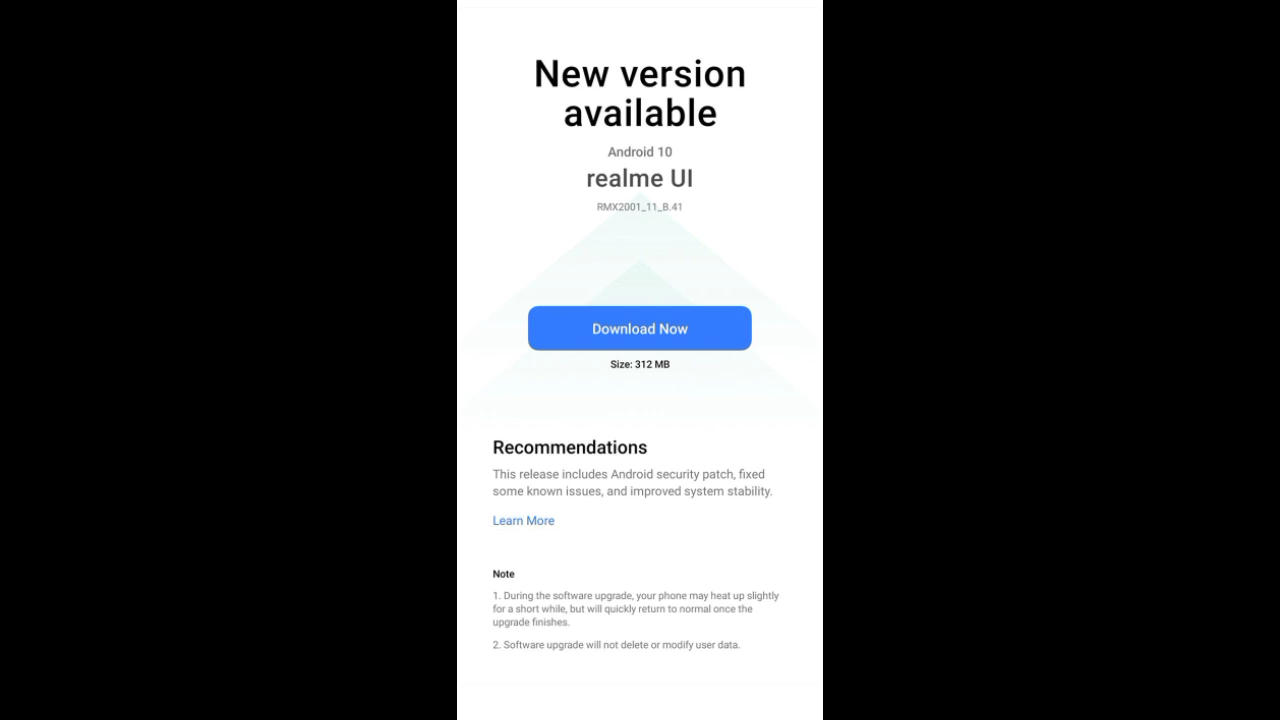 New version
available
Android 10
realme UI
RMX2001_11_B.41
Download Now
Size: 312 MB
Recommendations
This release includes Android security patch, fixed
some known issues, and improved system stability.
Learn More
Note
1. During the software upgrade, your phone may heat up slightly
for a short while, but will quickly return to normal once the
upgrade finishes.
2. Software upgrade will not delete or modify user data.